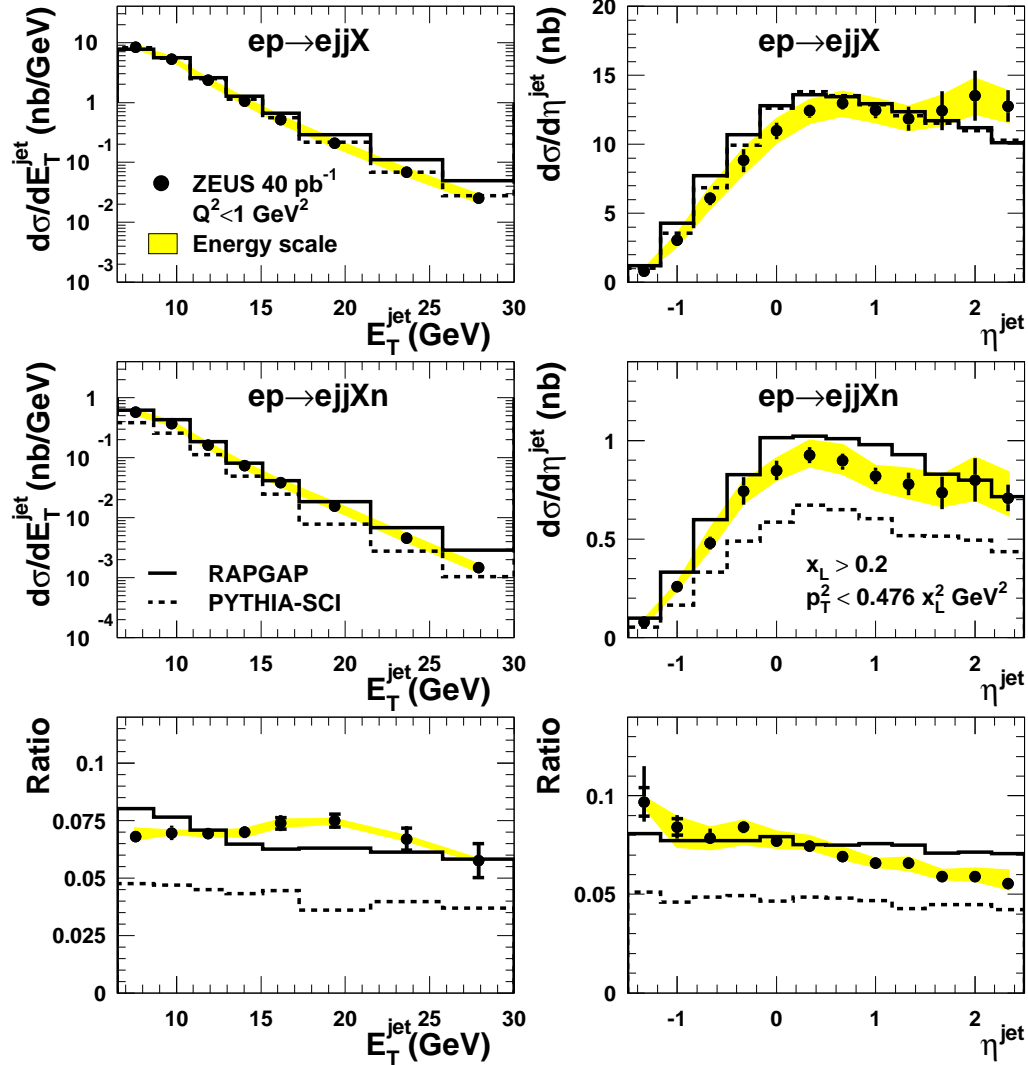 dσ/dE_T^jet (nb/GeV)
10
1
10^-1
10^-2
10^-3
ep→ejjX
ZEUS 40 pb^-1
Q^2<1 GeV^2
Energy scale
10 15 20 25 30
E_T^jet (GeV)
dσ/dη^jet (nb)
20
15
10
5
0
ep→ejjX
-1 0 1 2
η^jet
dσ/dE_T^jet (nb/GeV)
1
10^-1
10^-2
10^-3
10^-4
ep→ejjXn
RAPGAP
PYTHIA-SCI
10 15 20 25 30
E_T^jet (GeV)
dσ/dη^jet (nb)
1
0.5
0
ep→ejjXn
x_L > 0.2
p_T^2 < 0.476 x_L^2 GeV^2
-1 0 1 2
η^jet
Ratio
0.1
0.075
0.05
0.025
0
10 15 20 25 30
E_T^jet (GeV)
Ratio
0.1
0.05
0
-1 0 1 2
η^jet